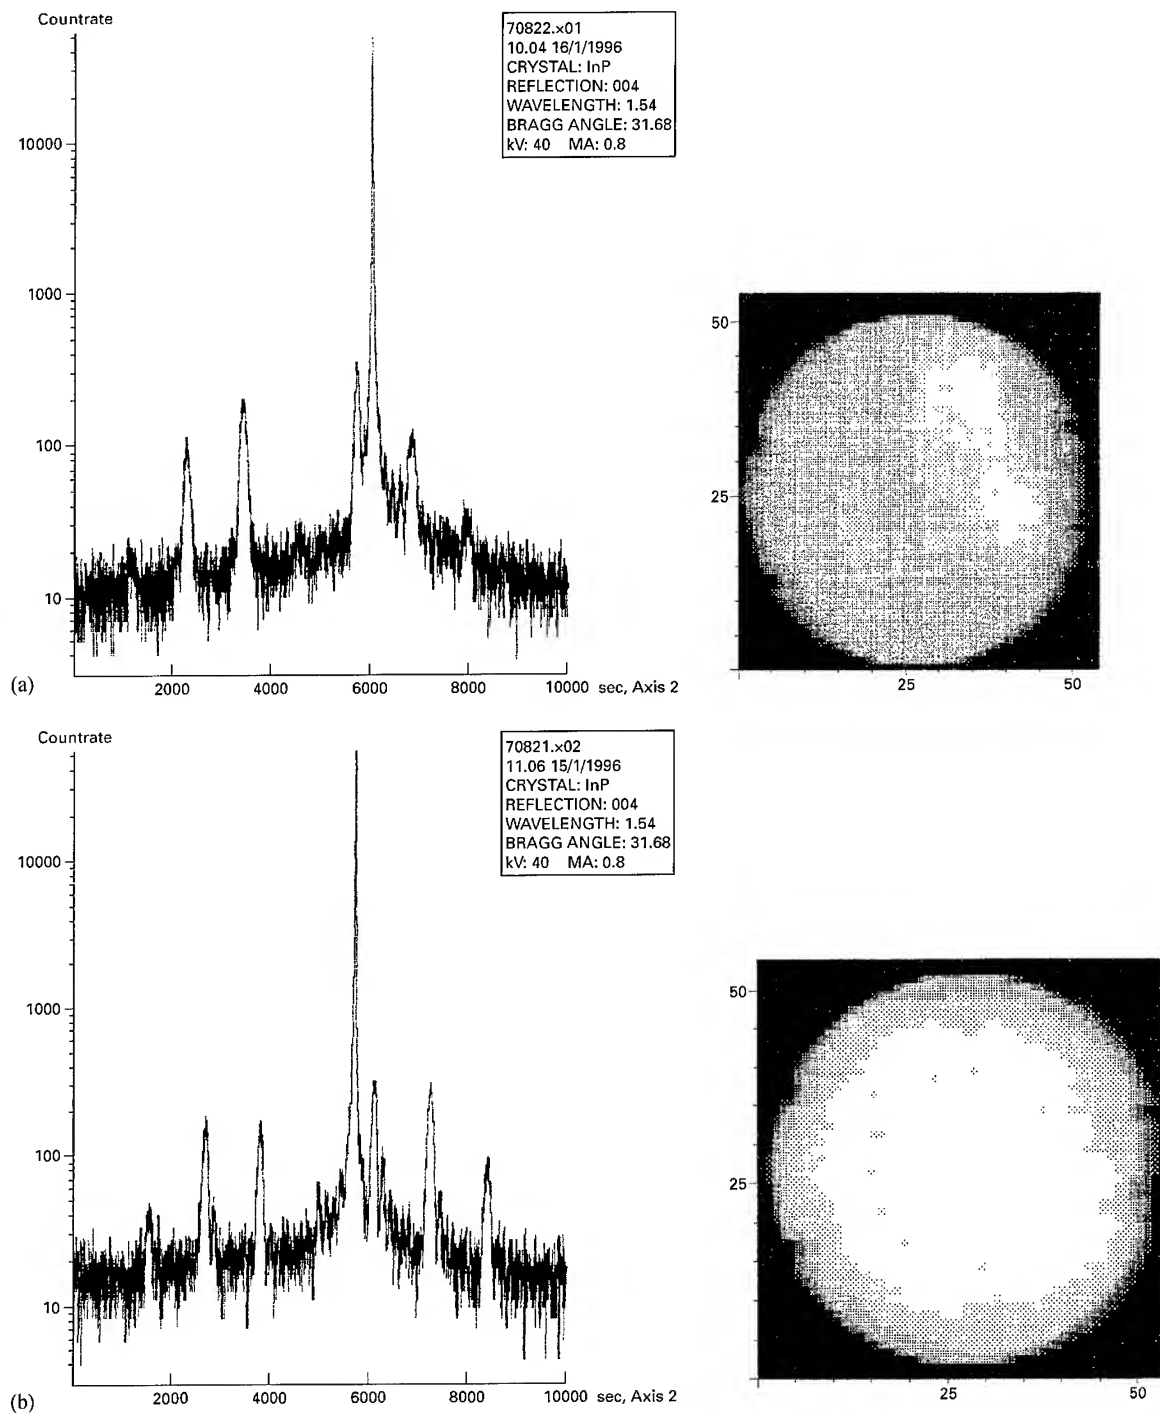 Countrate
70822.x01
10.04 16/1/1996
CRYSTAL: InP
REFLECTION: 004
WAVELENGTH: 1.54
BRAGG ANGLE: 31.68
kV: 40 MA: 0.8
10000
1000
100
10
2000 4000 6000 8000 10000 sec, Axis 2
50
25
25 50
(a)
Countrate
70821.x02
11.06 15/1/1996
CRYSTAL: InP
REFLECTION: 004
WAVELENGTH: 1.54
BRAGG ANGLE: 31.68
kV: 40 MA: 0.8
10000
1000
100
10
2000 4000 6000 8000 10000 sec, Axis 2
50
25
25 50
(b)